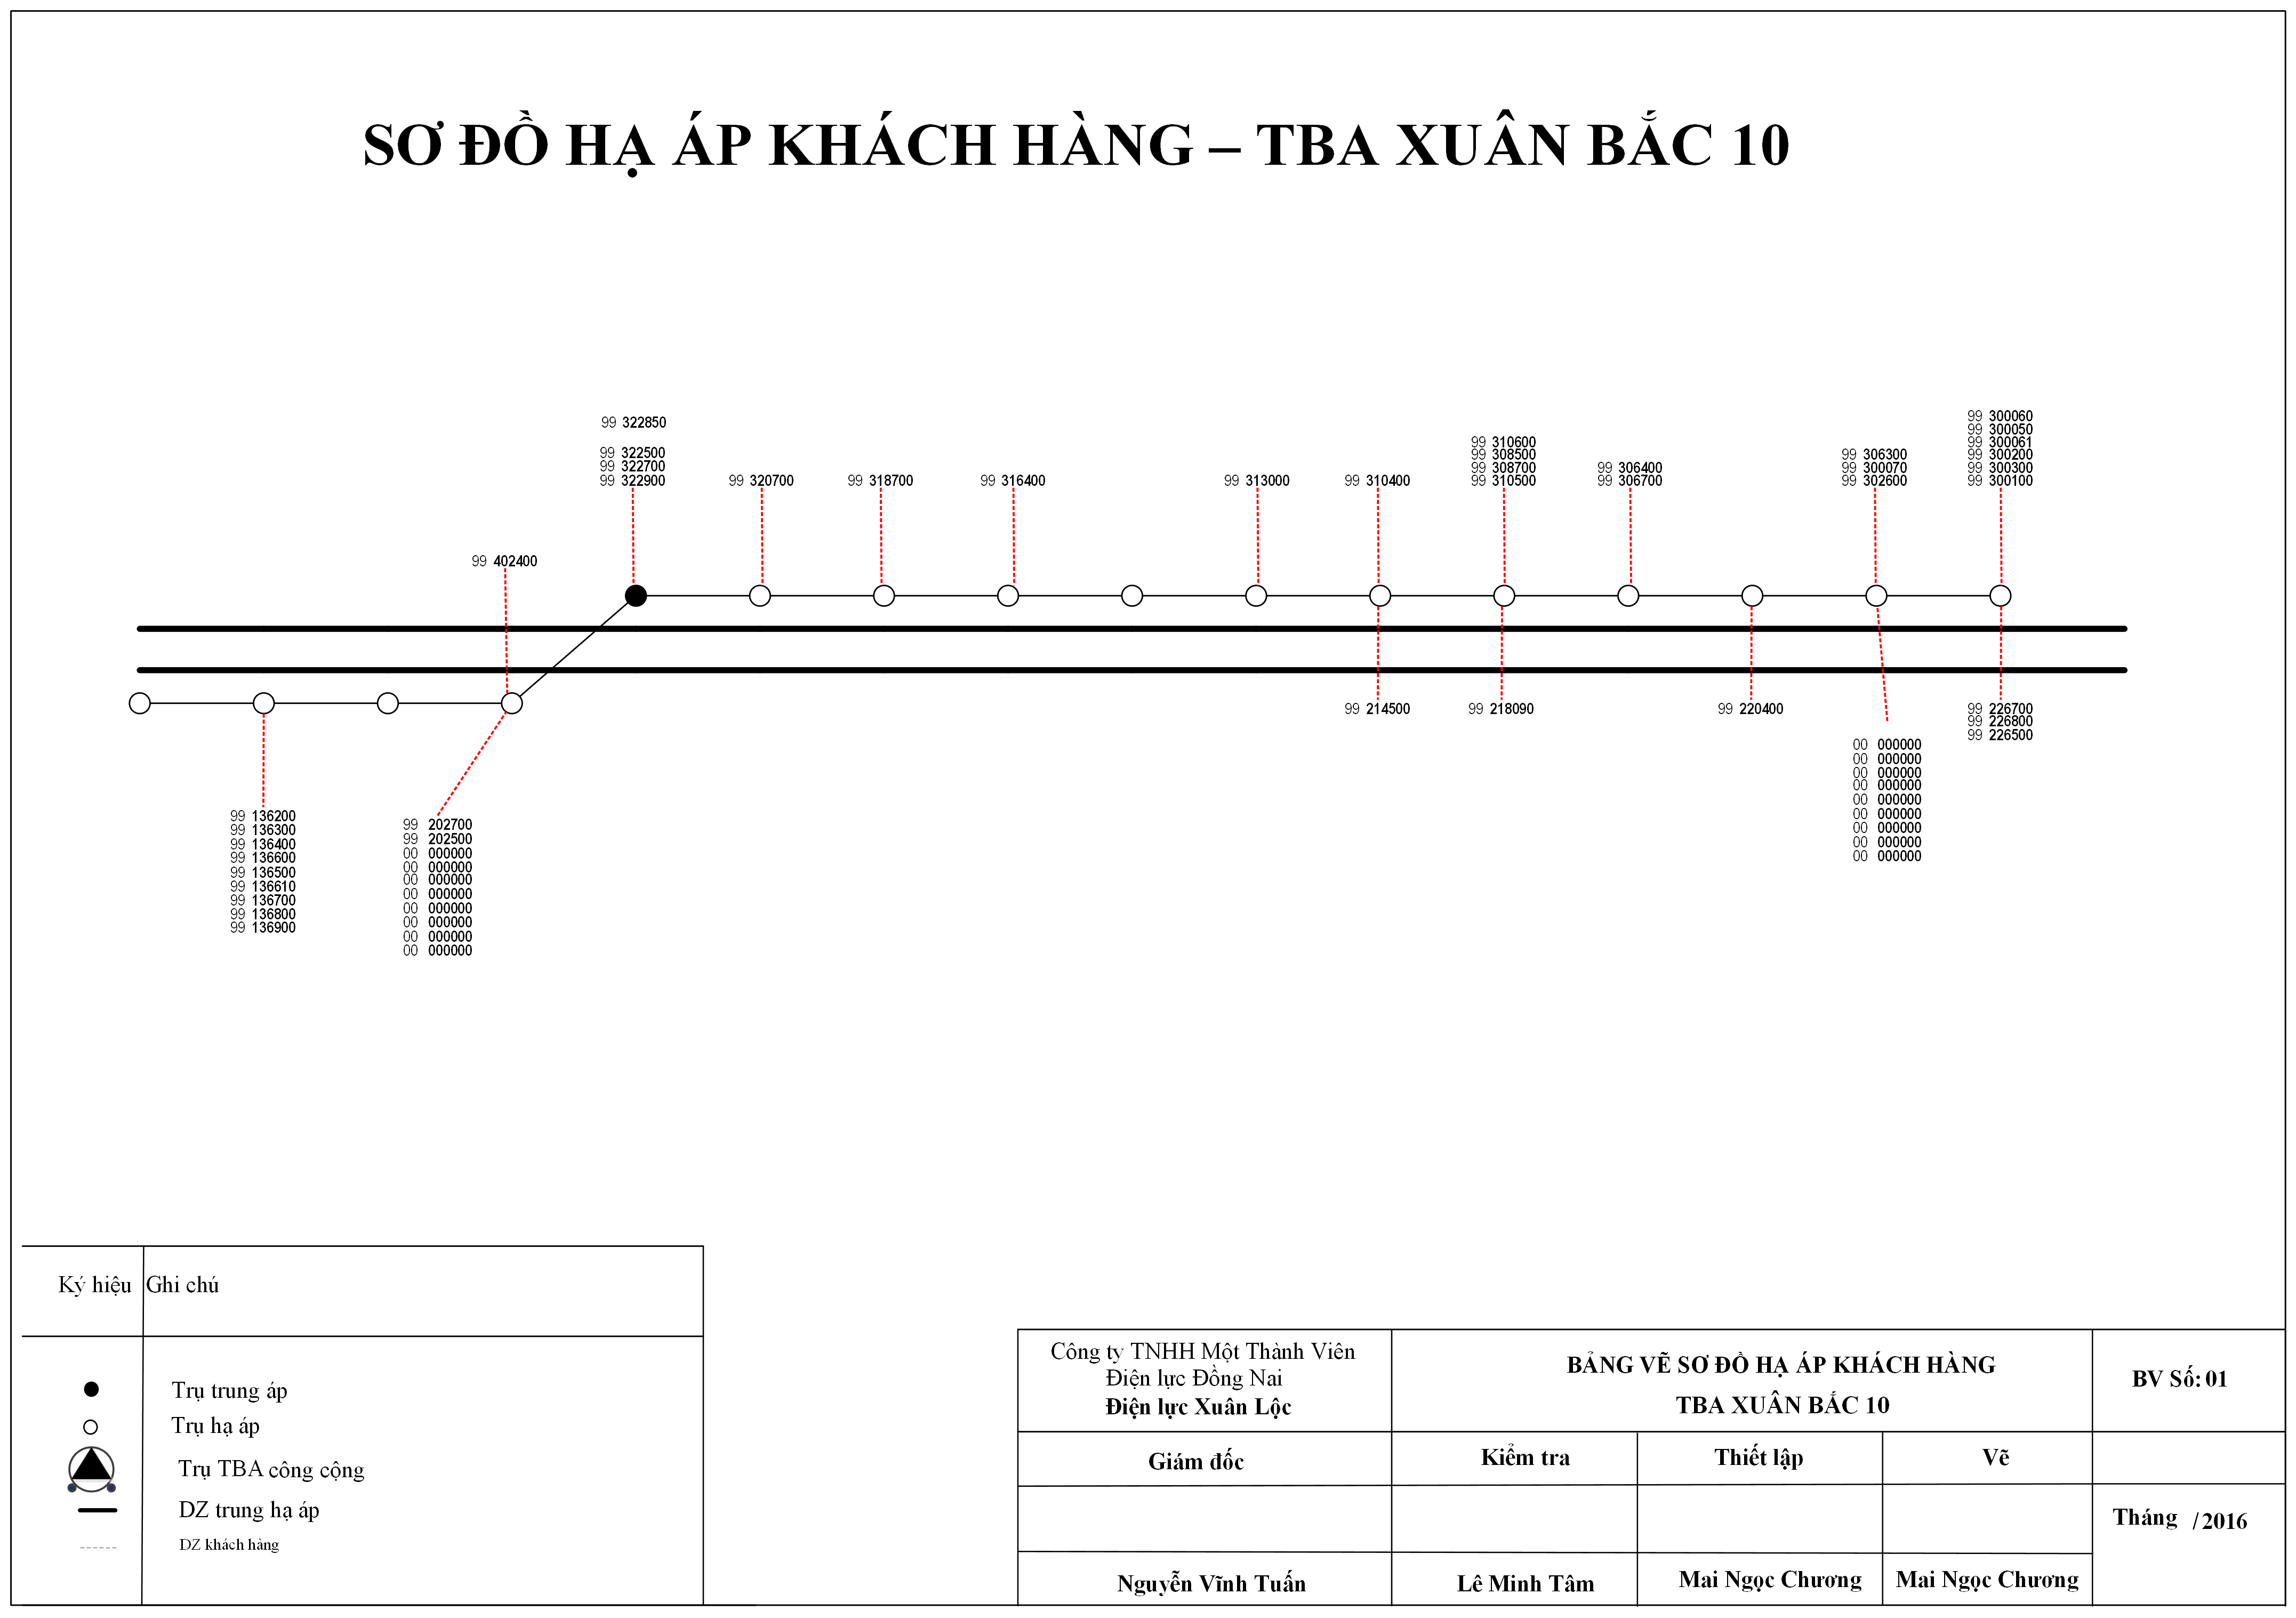 SƠ ĐỒ HẠ ÁP KHÁCH HÀNG – TBA XUÂN BẮC 10
99 322850
99 322500
99 322700
99 322900
99 320700
99 318700
99 316400
99 313000
99 310400
99 310600
99 308500
99 308700
99 310500
99 306400
99 306700
99 306300
99 300070
99 302600
99 300060
99 300050
99 300061
99 300200
99 300300
99 300100
99 402400
99 214500
99 218090
99 220400
00 000000
00 000000
00 000000
00 000000
00 000000
00 000000
00 000000
00 000000
00 000000
99 226700
99 226800
99 226500
99 136200
99 136300
99 136400
99 136600
99 136500
99 136610
99 136700
99 136800
99 136900
99 202700
99 202500
00 000000
00 000000
00 000000
00 000000
00 000000
00 000000
00 000000
00 000000
Ký hiệu Ghi chú
Trụ trung áp
Trụ hạ áp
Trụ TBA công cộng
DZ trung hạ áp
DZ khách hàng
Công ty TNHH Một Thành Viên
Điện lực Đồng Nai
Điện lực Xuân Lộc
BẢNG VẼ SƠ ĐỒ HẠ ÁP KHÁCH HÀNG
TBA XUÂN BẮC 10
BV Số: 01
Giám đốc
Kiểm tra
Thiết lập
Vẽ
Tháng /2016
Nguyễn Vĩnh Tuấn
Lê Minh Tâm
Mai Ngọc Chương
Mai Ngọc Chương